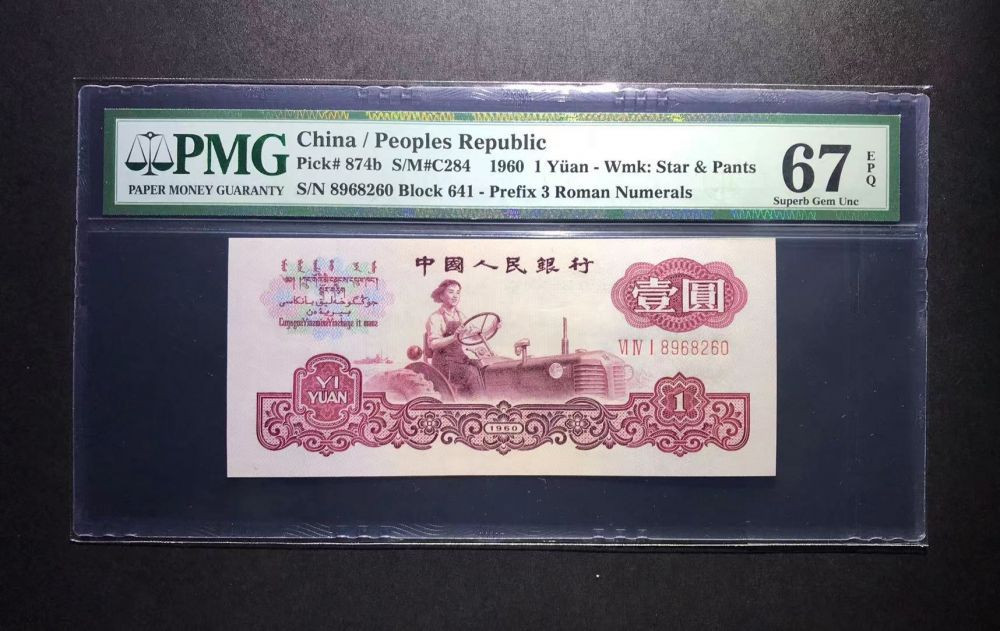 PMG
PAPER MONEY GUARANTY
China / Peoples Republic
Pick# 874b S/M#C284 1960 1 Yüan - Wmk: Star & Pants
S/N 8968260 Block 641 - Prefix 3 Roman Numerals
67
EPQ
Superb Gem Unc
中國人民銀行
壹圓
VI IV I 8968260
YI
YUAN
1960
1